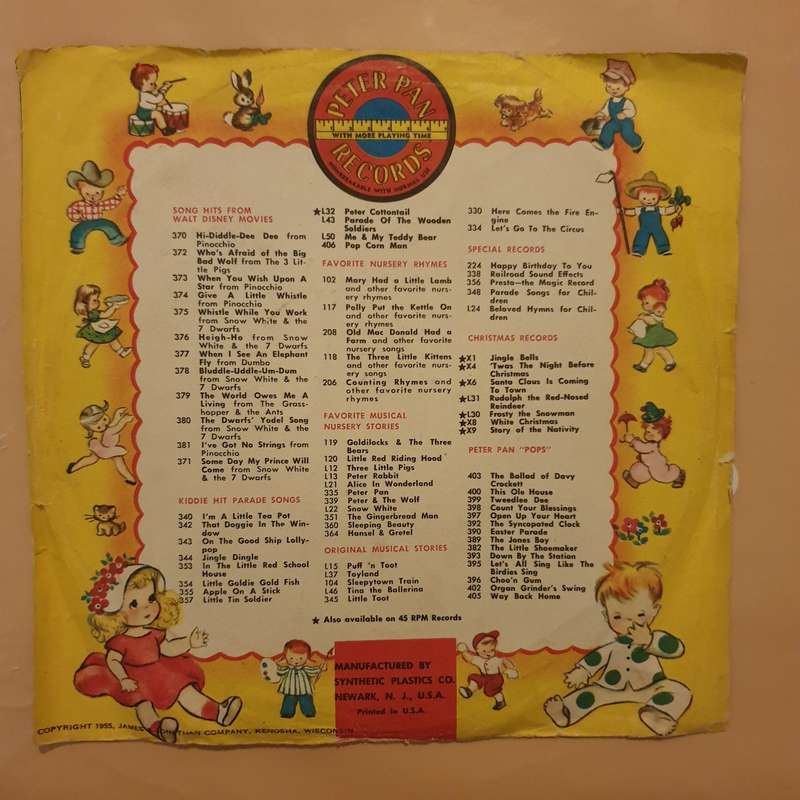 PETER PAN
WITH MORE PLAYING TIME
RECORDS
NONBREAKABLE WITH NORMAL USE
SONG HITS FROM
WALT DISNEY MOVIES
370 Hi-Diddle-Dee Dee from
Pinocchio
372 Who's Afraid of the Big
Bad Wolf from The 3 Lit-
tle Pigs
373 When You Wish Upon A
Star from Pinocchio
374 Give A Little Whistle
from Pinocchio
375 Whistle While You Work
from Snow White & the
7 Dwarfs
376 Heigh-Ho from Snow
White & the 7 Dwarfs
377 When I See An Elephant
Fly from Dumbo
378 Bluddle-Uddle-Um-Dum
from Snow White & the
7 Dwarfs
379 The World Owes Me A
Living from The Grass-
hopper & the Ants
380 The Dwarfs' Yodel Song
from Snow White & the
7 Dwarfs
381 I've Got No Strings from
Pinocchio
371 Some Day My Prince Will
Come from Snow White
& the 7 Dwarfs
KIDDIE HIT PARADE SONGS
340 I'm A Little Tea Pot
342 That Doggie In The Win-
dow
343 On The Good Ship Lolly-
pop
344 Jingle Dingle
353 In The Little Red School
House
354 Little Goldie Gold Fish
355 Apple On A Stick
357 Little Tin Soldier
★L32 Peter Cottontail
L43 Parade Of The Wooden
Soldiers
L50 Me & My Teddy Bear
406 Pop Corn Man
FAVORITE NURSERY RHYMES
102 Mary Had a Little Lamb
and other favorite nurs-
ery rhymes
117 Polly Put the Kettle On
and other favorite nurs-
ery rhymes
208 Old Mac Donald Had a
Farm and other favorite
nursery songs
118 The Three Little Kittens
and other favorite nurs-
ery songs
206 Counting Rhymes and
other favorite nursery
rhymes
FAVORITE MUSICAL
NURSERY STORIES
119 Goldilocks & The Three
Bears
120 Little Red Riding Hood
L12 Three Little Pigs
L13 Peter Rabbit
L21 Alice In Wonderland
335 Peter Pan
339 Peter & The Wolf
L22 Snow White
351 The Gingerbread Man
360 Sleeping Beauty
364 Hansel & Gretel
ORIGINAL MUSICAL STORIES
L15 Puff 'n Toot
L37 Toyland
104 Sleepytown Train
L46 Tina the Ballerina
345 Little Toot
330 Here Comes the Fire En-
gine
334 Let's Go To The Circus
SPECIAL RECORDS
224 Happy Birthday To You
338 Railroad Sound Effects
356 Presto—the Magic Record
348 Parade Songs for Chil-
dren
L24 Beloved Hymns for Chil-
dren
CHRISTMAS RECORDS
★X1 Jingle Bells
★X4 'Twas The Night Before
Christmas
★X6 Santa Claus Is Coming
To Town
★L31 Rudolph the Red-Nosed
Reindeer
★L30 Frosty the Snowman
★X8 White Christmas
★X9 Story of the Nativity
PETER PAN "POPS"
403 The Ballad of Davy
Crockett
400 This Ole House
399 Tweedlee Dee
398 Count Your Blessings
397 Open Up Your Heart
392 The Syncopated Clock
390 Easter Parade
389 The Jones Boy
382 The Little Shoemaker
393 Down By The Station
395 Let's All Sing Like The
Birdies Sing
396 Choo'n Gum
402 Organ Grinder's Swing
405 Way Back Home
★ Also available on 45 RPM Records
MANUFACTURED BY
SYNTHETIC PLASTICS CO.
NEWARK, N. J., U.S.A.
Printed in U.S.A.
COPYRIGHT 1955, JAMES & JONATHAN COMPANY, KENOSHA, WISCONSIN